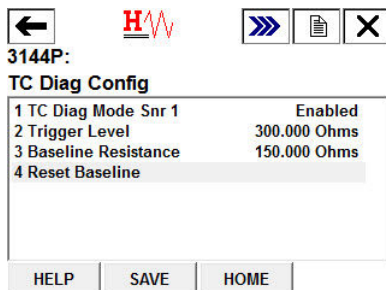 H
3144P:
TC Diag Config
1 TC Diag Mode Snr 1 Enabled
2 Trigger Level 300.000 Ohms
3 Baseline Resistance 150.000 Ohms
4 Reset Baseline
HELP SAVE HOME